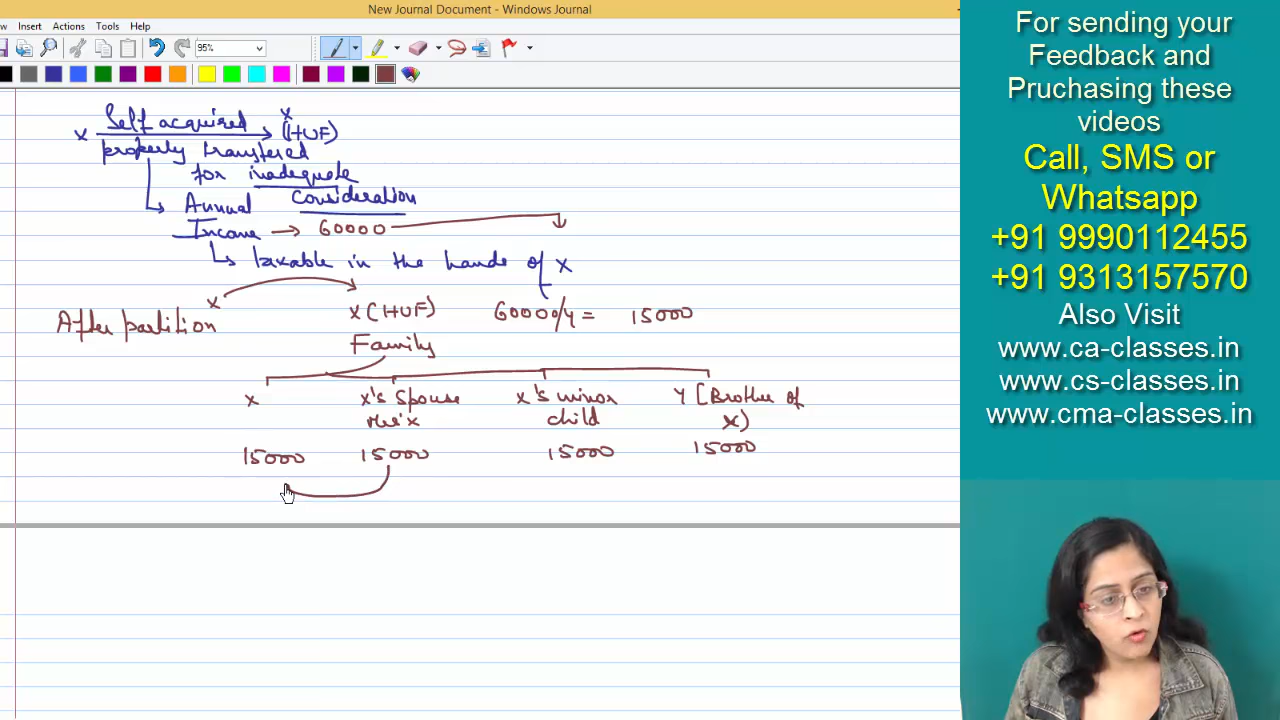 New Journal Document - Windows Journal
Insert Actions Tools Help
95%
X Self acquired X (HUF)
property transferred
for inadequate
consideration
Annual
Income → 60000
taxable in the hands of X
After partition X X (HUF) 60000/4 = 15000
Family
X X's Spouse X's minor Y [Brother of
Mrs. X child X)
15000 15000 15000 15000
For sending your
Feedback and
Pruchasing these
videos
Call, SMS or
Whatsapp
+91 9990112455
+91 9313157570
Also Visit
www.ca-classes.in
www.cs-classes.in
www.cma-classes.in